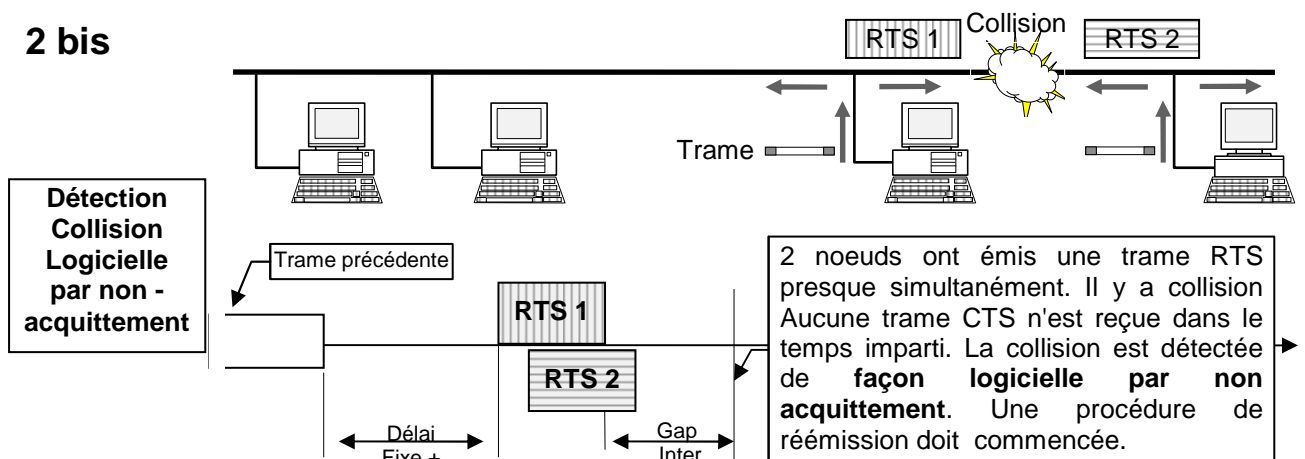 2 bis
RTS 1
Collision
RTS 2
Trame
Détection
Collision
Logicielle
par non -
acquittement
Trame précédente
RTS 1
RTS 2
Délai
Fixe +
Gap
Inter
2 noeuds ont émis une trame RTS
presque simultanément. Il y a collision
Aucune trame CTS n'est reçue dans le
temps imparti. La collision est détectée
de façon logicielle par non
acquittement. Une procédure de
réémission doit commencée.